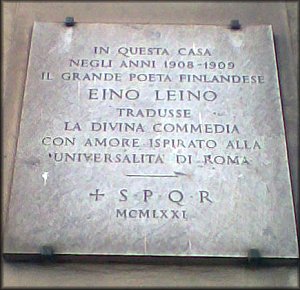 IN QUESTA CASA
NEGLI ANNI 1908-1909
IL GRANDE POETA FINLANDESE
EINO LEINO
TRADUSSE
LA DIVINA COMMEDIA
CON AMORE ISPIRATO ALLA
UNIVERSALITA' DI ROMA
+ S·P·Q·R
MCMLXXI